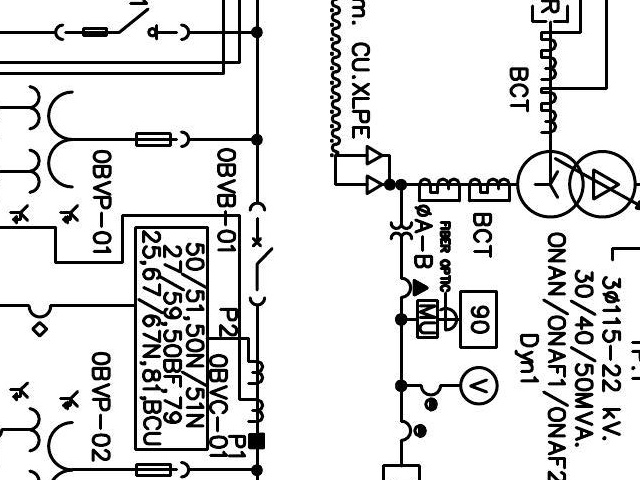 m. CU.XLPE
BCT
BCT
ØA-B
FIBER OPTIC
MU
90
V
ONAN/ONAF1/ONAF2
3Ø115-22 kV.
30/40/50MVA.
Dyn1
0BVP-01
0BVB-01
50/51,50N/51N
27/59,50BF,79
25,67/67N,81,BCU
P2
0BVC-01
P1
0BVP-02